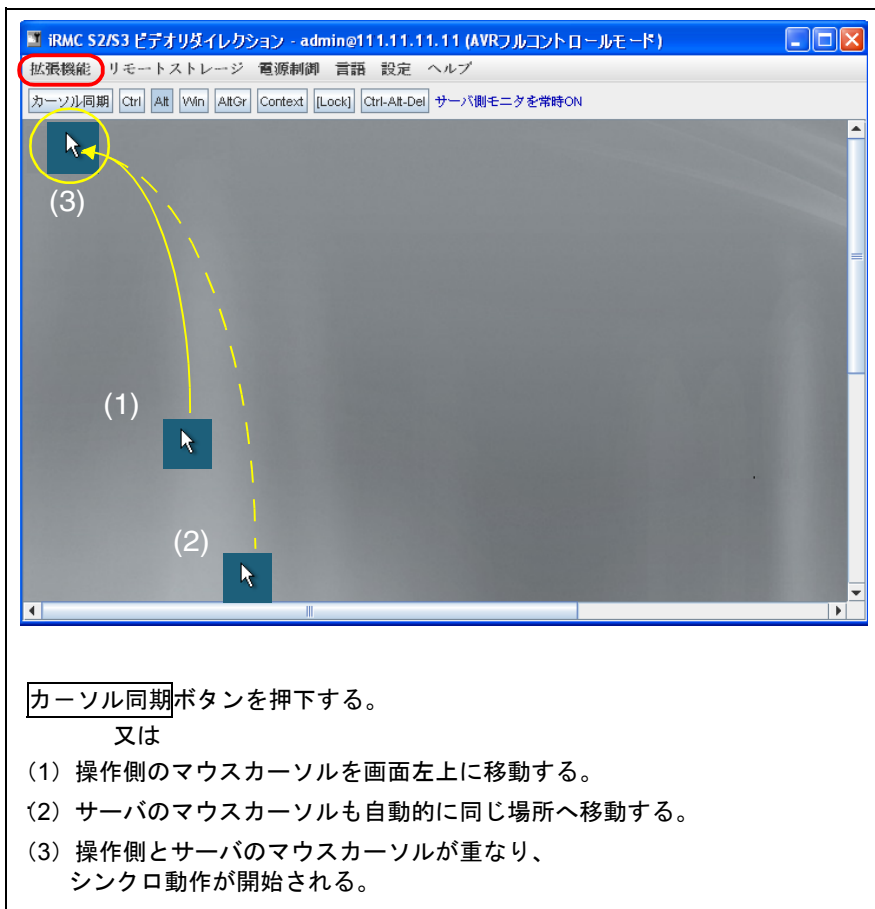 iRMC S2/S3 ビデオリダイレクション - admin@111.11.11.11 (AVRフルコントロールモード)
拡張機能 リモートストレージ 電源制御 言語 設定 ヘルプ
カーソル同期 Ctrl Alt Win AltGr Context [Lock] Ctrl-Alt-Del サーバ側モニタを常時ON
(3)
(1)
(2)
カーソル同期ボタンを押下する。
又は
(1) 操作側のマウスカーソルを画面左上に移動する。
(2) サーバのマウスカーソルも自動的に同じ場所へ移動する。
(3) 操作側とサーバのマウスカーソルが重なり、
シンクロ動作が開始される。